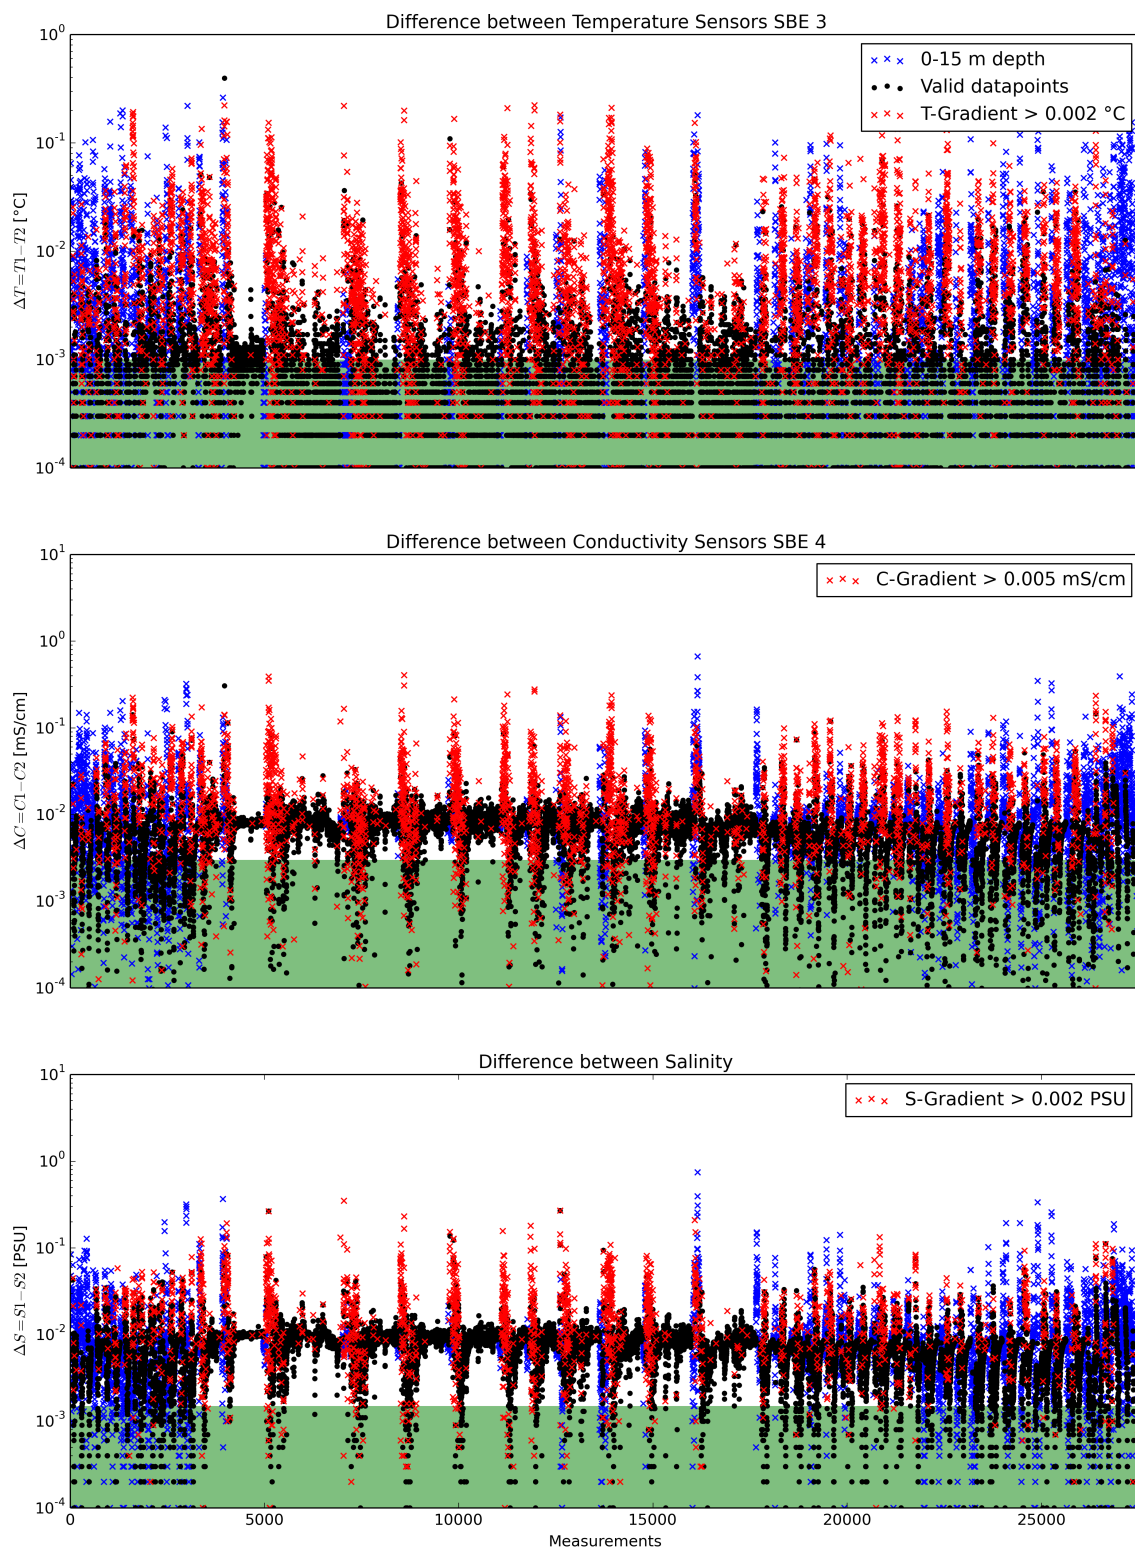 Difference between Temperature Sensors SBE 3
10^0
10^-1
10^-2
10^-3
10^-4
ΔT=T1−T2 [°C]
0-15 m depth
Valid datapoints
T-Gradient > 0.002 °C
Difference between Conductivity Sensors SBE 4
10^1
10^0
10^-1
10^-2
10^-3
10^-4
ΔC=C1−C2 [mS/cm]
C-Gradient > 0.005 mS/cm
Difference between Salinity
10^1
10^0
10^-1
10^-2
10^-3
10^-4
ΔS=S1−S2 [PSU]
S-Gradient > 0.002 PSU
0 5000 10000 15000 20000 25000
Measurements